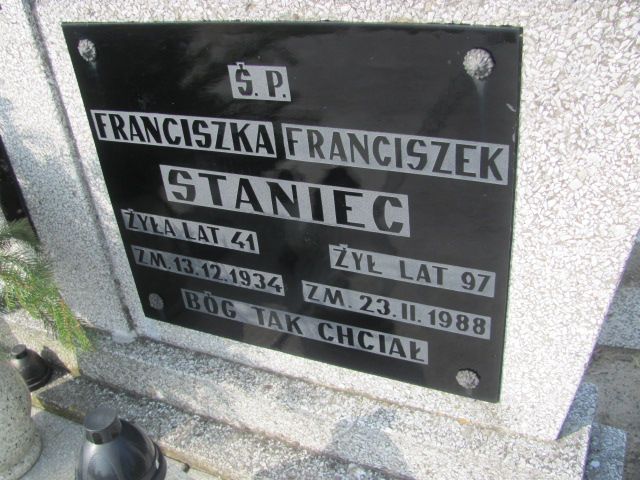 Ś. P.
FRANCISZKA FRANCISZEK
STANIEC
ŻYŁA LAT 41 ŻYŁ LAT 97
ZM. 13.12.1934 ZM. 23.II.1988
BÓG TAK CHCIAŁ